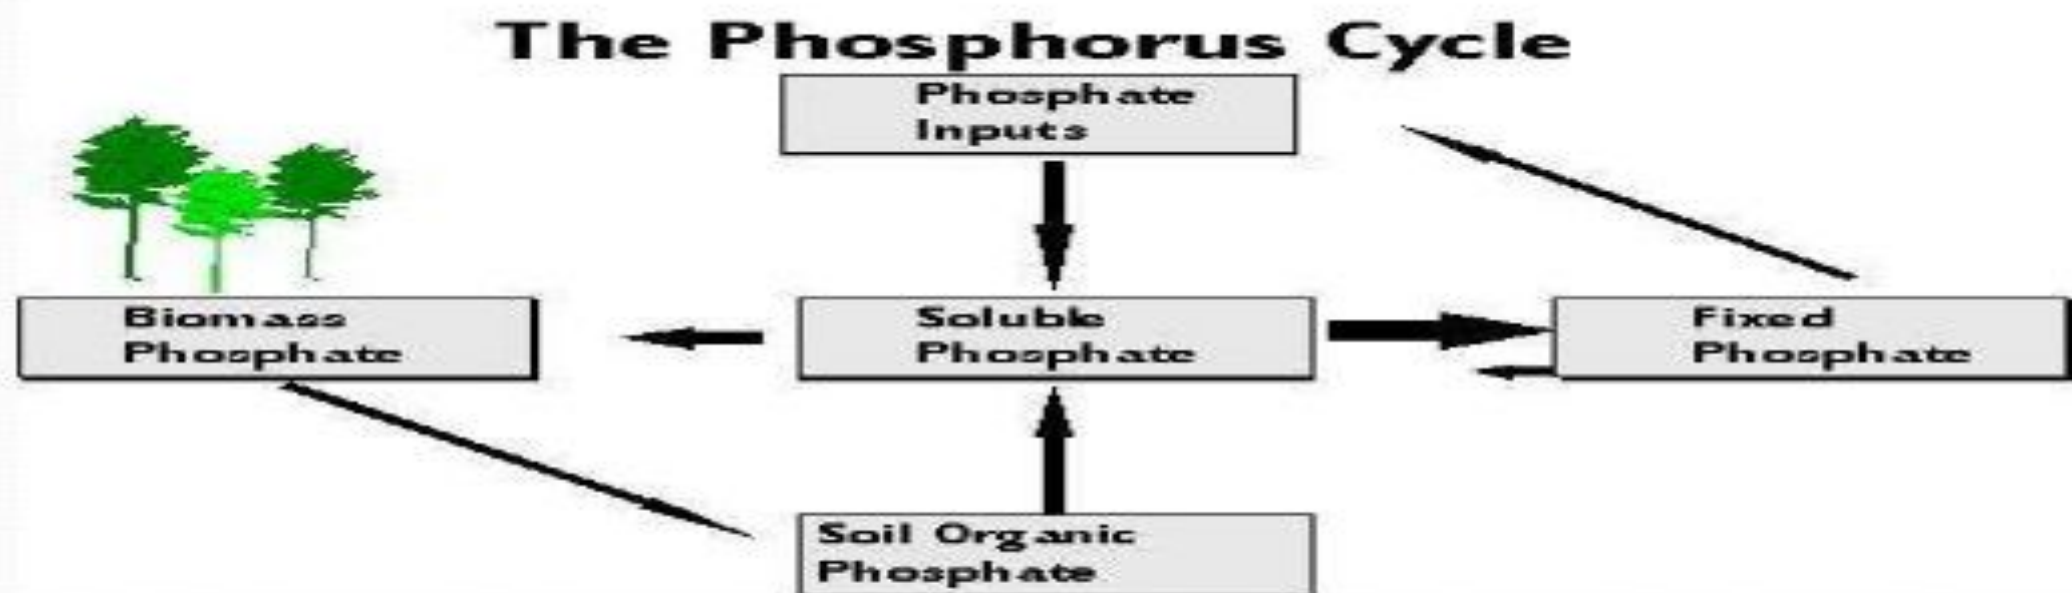 The Phosphorus Cycle
Phosphate
Inputs
Biomass
Phosphate
Soluble
Phosphate
Fixed
Phosphate
Soil Organic
Phosphate